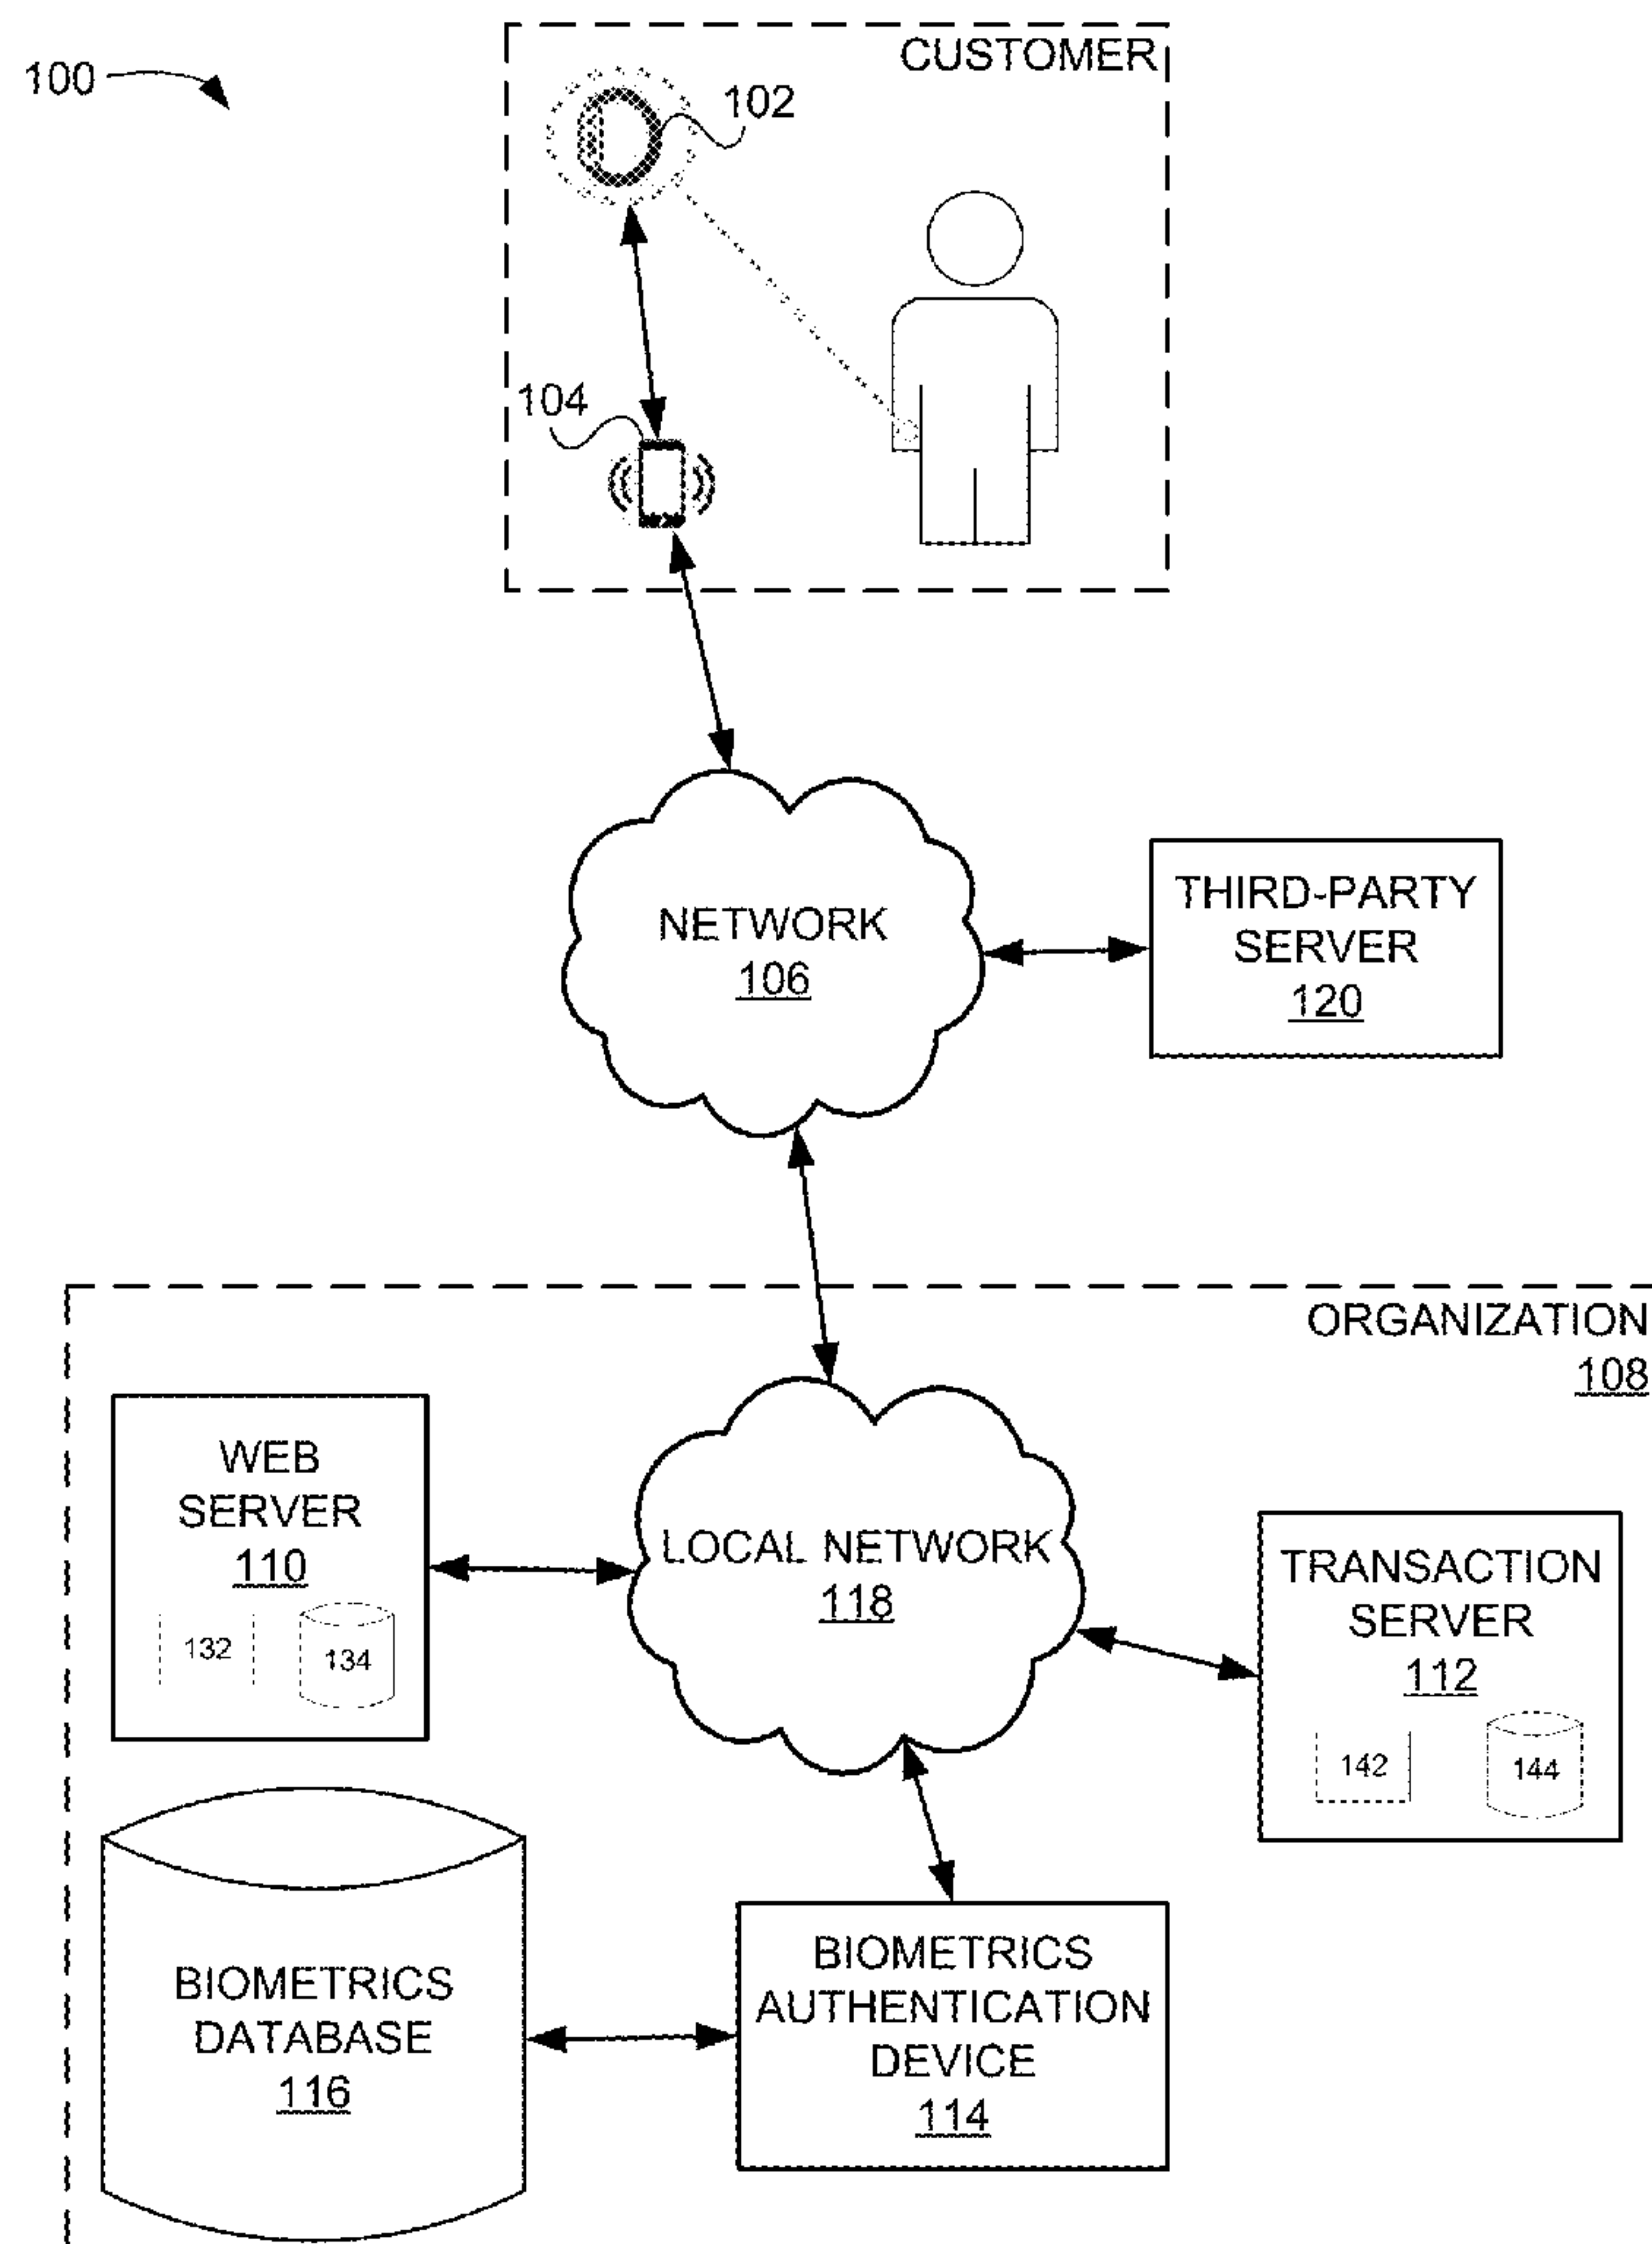 100
CUSTOMER
102
104
NETWORK
106
THIRD-PARTY
SERVER
120
ORGANIZATION
108
WEB
SERVER
110
132
134
LOCAL NETWORK
118
TRANSACTION
SERVER
112
142
144
BIOMETRICS
DATABASE
116
BIOMETRICS
AUTHENTICATION
DEVICE
114